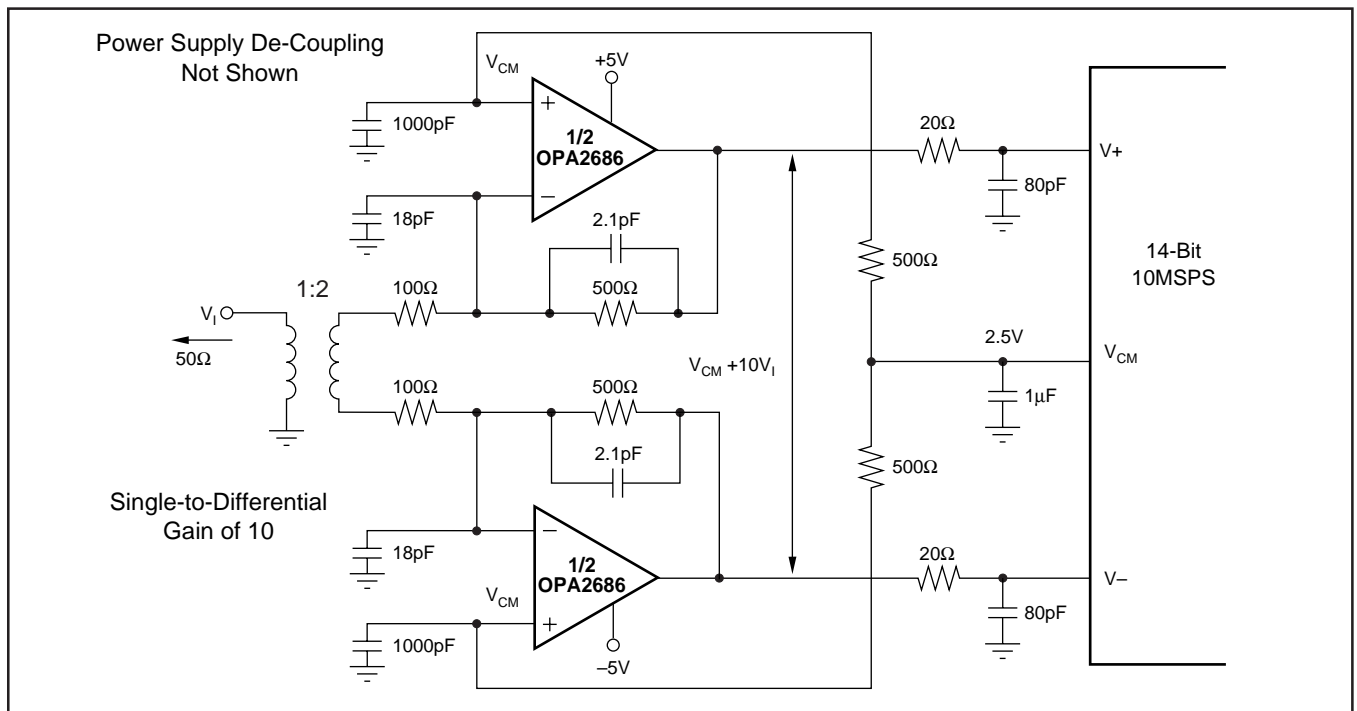 Power Supply De-Coupling
Not Shown
V_CM
+5V
1000pF
+
1/2
OPA2686
20Ω
V+
80pF
–
18pF
2.1pF
500Ω
14-Bit
10MSPS
1:2
100Ω
500Ω
V_I
50Ω
2.5V
V_CM
V_CM +10V_I
100Ω
500Ω
1μF
2.1pF
500Ω
Single-to-Differential
Gain of 10
–
18pF
1/2
OPA2686
20Ω
V–
V_CM
+
80pF
1000pF
–5V